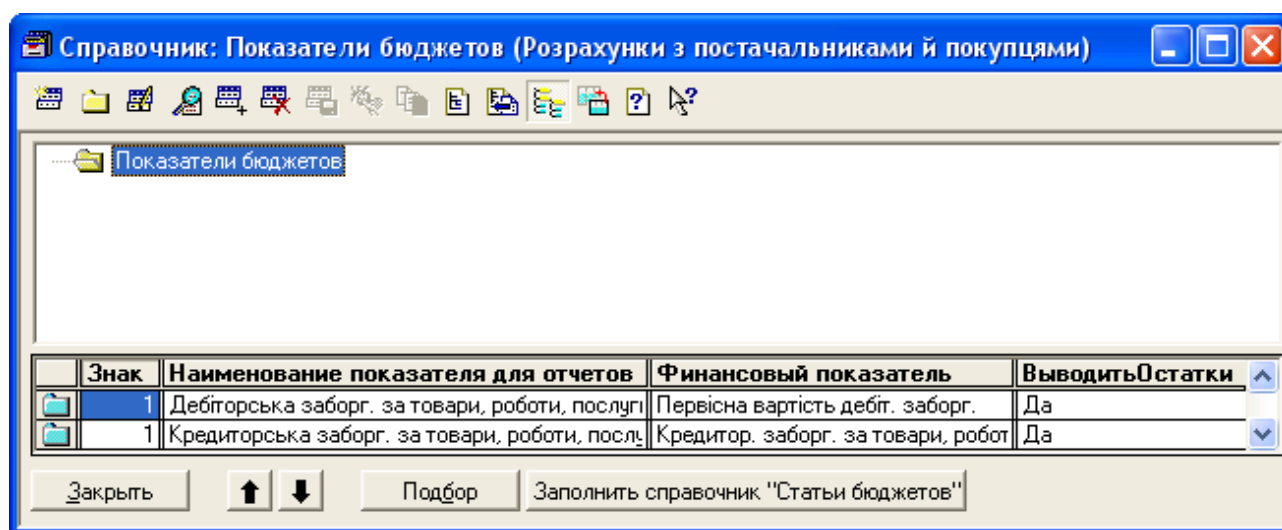 Справочник: Показатели бюджетов (Розрахунки з постачальниками й покупцями)
Показатели бюджетов
Знак Наименование показателя для отчетов Финансовый показатель ВыводитьОстатки
1 Дебіторська заборг. за товари, роботи, послуги Первісна вартість дебіт. заборг. Да
1 Кредиторська заборг. за товари, роботи, послу Кредитор. заборг. за товари, робот Да
Закрыть Подбор Заполнить справочник "Статьи бюджетов"